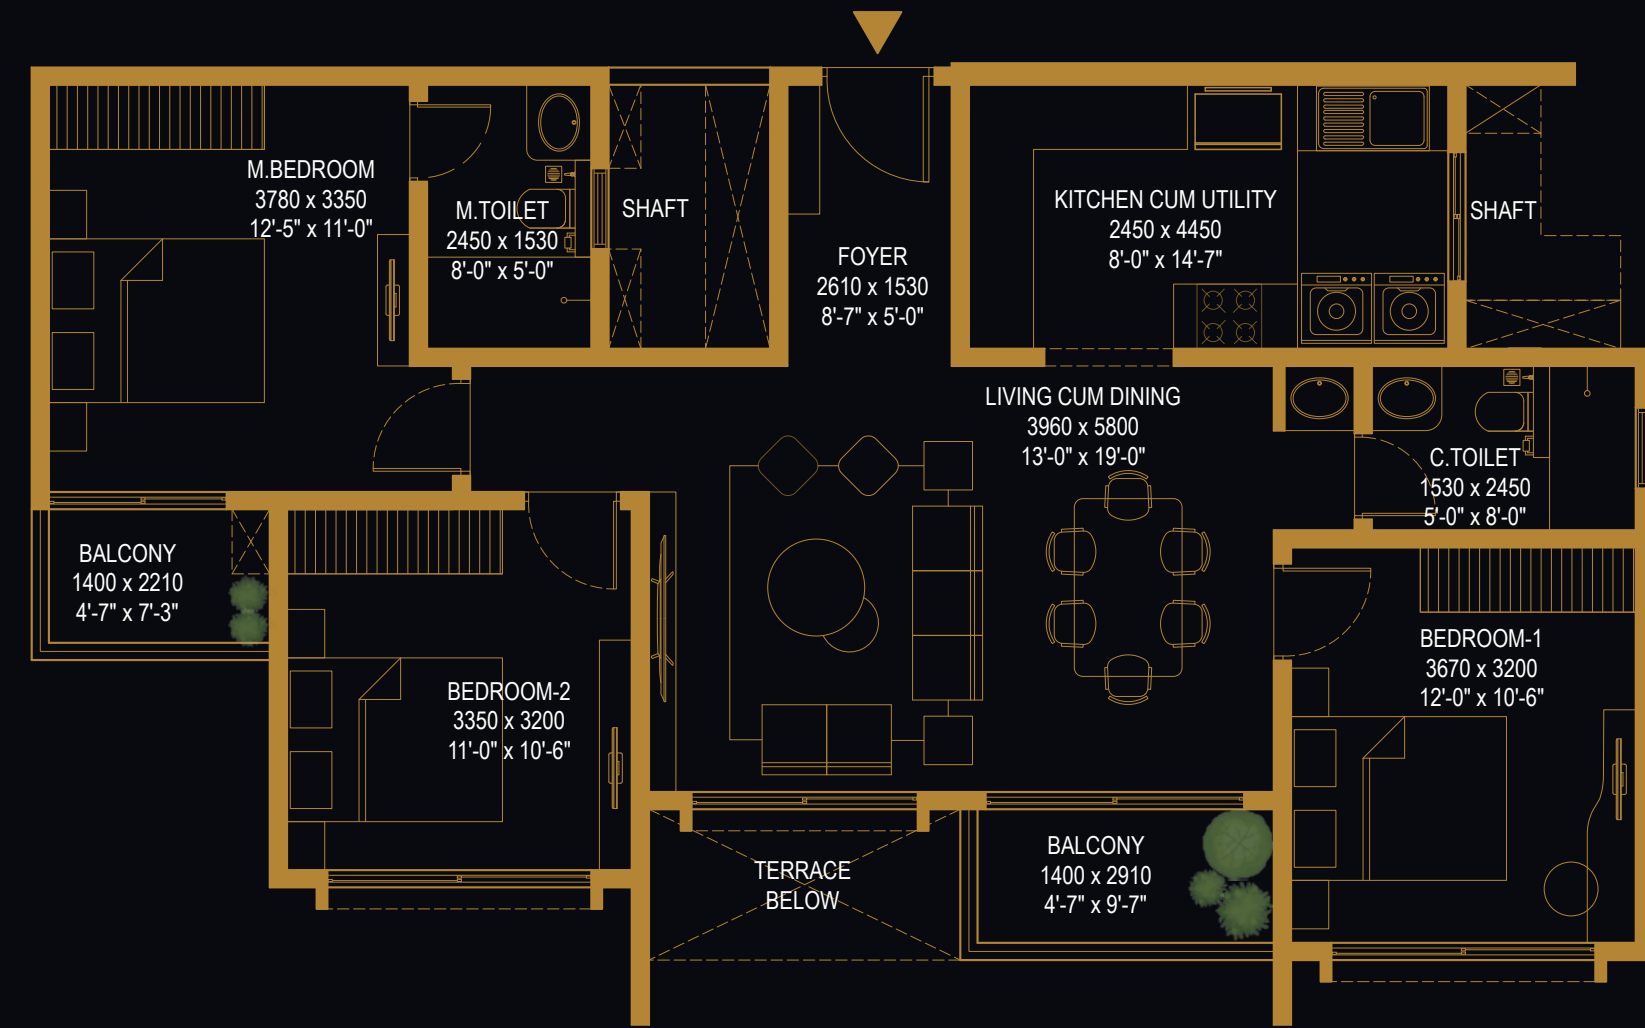 M.BEDROOM
3780 x 3350
12'-5" x 11'-0"
M.TOILET
2450 x 1530
8'-0" x 5'-0"
SHAFT
FOYER
2610 x 1530
8'-7" x 5'-0"
KITCHEN CUM UTILITY
2450 x 4450
8'-0" x 14'-7"
SHAFT
LIVING CUM DINING
3960 x 5800
13'-0" x 19'-0"
C.TOILET
1530 x 2450
5'-0" x 8'-0"
BALCONY
1400 x 2210
4'-7" x 7'-3"
BEDROOM-2
3350 x 3200
11'-0" x 10'-6"
BEDROOM-1
3670 x 3200
12'-0" x 10'-6"
TERRACE
BELOW
BALCONY
1400 x 2910
4'-7" x 9'-7"